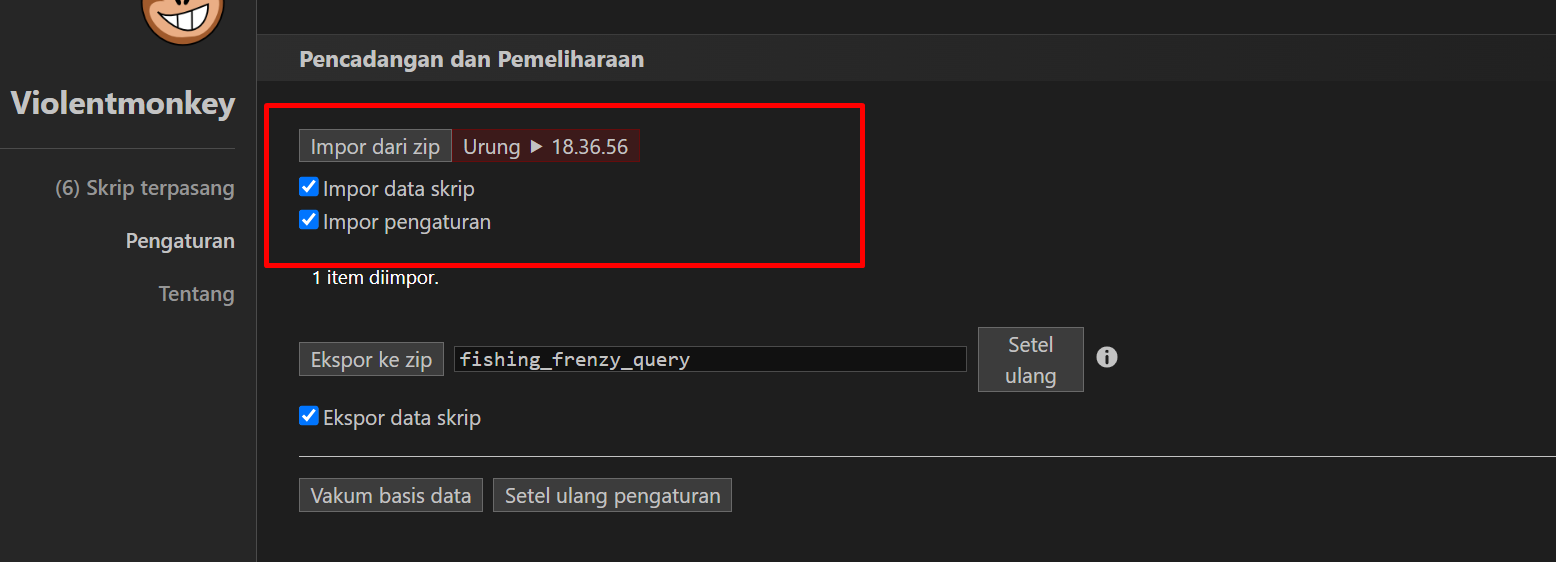 Violentmonkey
(6) Skrip terpasang
Pengaturan
Tentang
Pencadangan dan Pemeliharaan
Impor dari zip Urung ▶ 18.36.56
Impor data skrip
Impor pengaturan
1 item diimpor.
Ekspor ke zip fishing_frenzy_query Setel ulang
Ekspor data skrip
Vakum basis data Setel ulang pengaturan